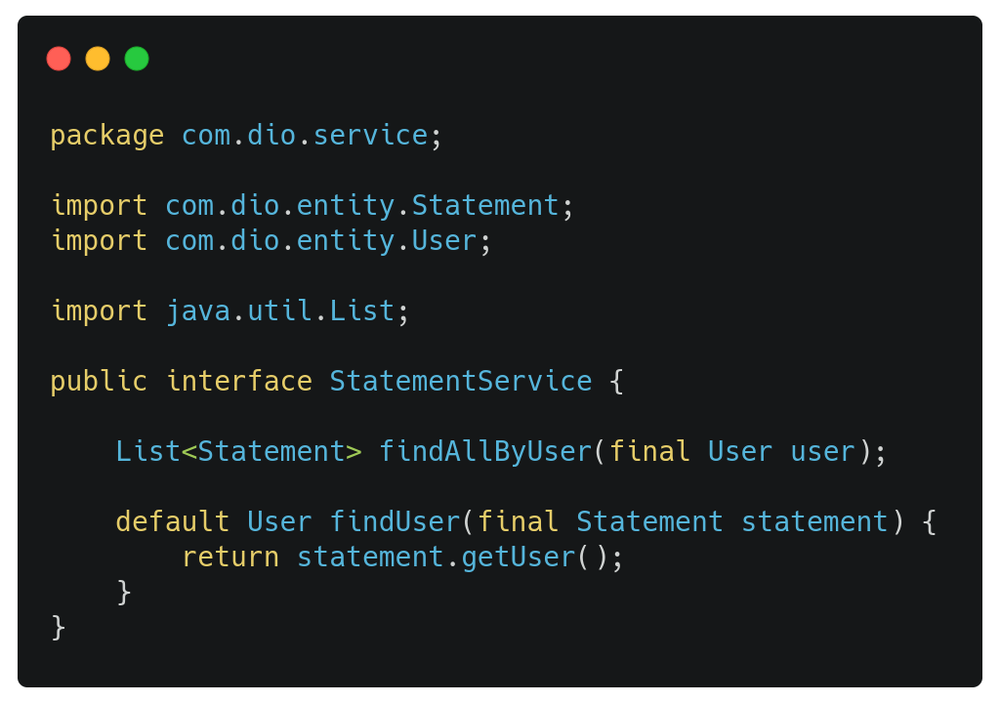 package com.dio.service;
import com.dio.entity.Statement;
import com.dio.entity.User;
import java.util.List;
public interface StatementService {
    List<Statement> findAllByUser(final User user);
    default User findUser(final Statement statement) {
        return statement.getUser();
    }
}